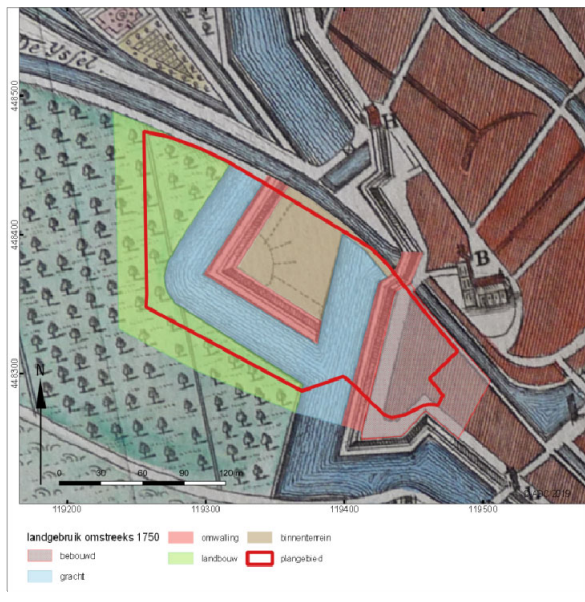 de Yssel.
H
B
448500
448400
448300
N
0 30 60 90 120 m
119200 119300 119400 119500
landgebruik omstreeks 1750
bebouwd
gracht
omwalling
landbouw
binnenterrein
plangebied